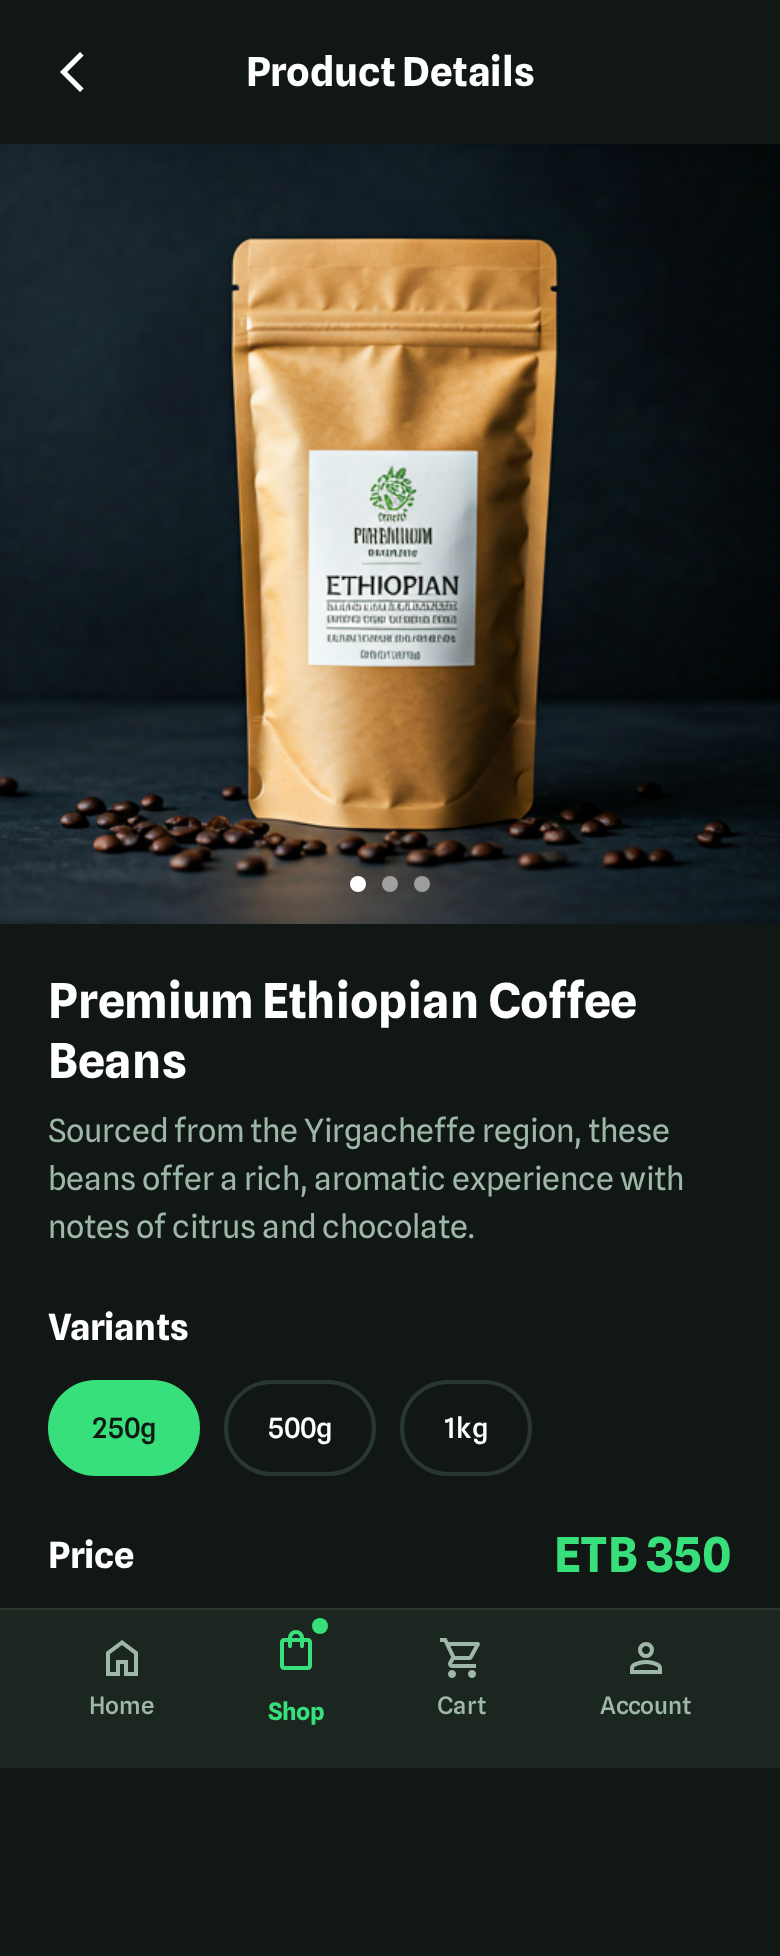 Product Details
ETHIOPIAN
Premium Ethiopian Coffee
Beans
Sourced from the Yirgacheffe region, these
beans offer a rich, aromatic experience with
notes of citrus and chocolate.
Variants
250g 500g 1kg
Price ETB 350
Home Shop Cart Account